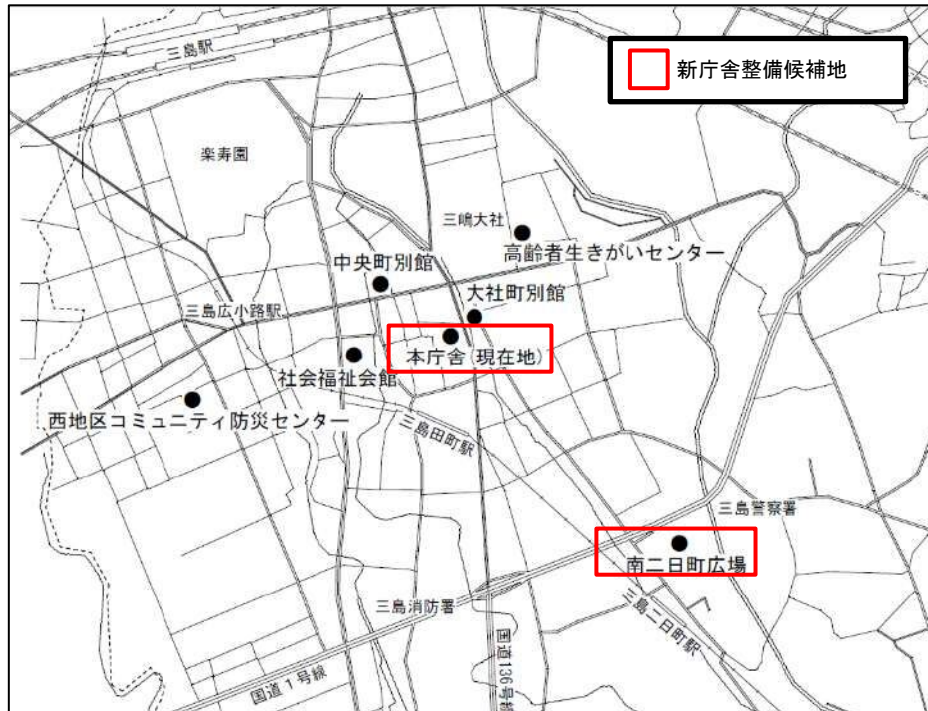 三島駅
新庁舎整備候補地
楽寿園
三嶋大社
高齢者生きがいセンター
中央町別館
大社町別館
三島広小路駅
本庁舎(現在地)
社会福祉会館
西地区コミュニティ防災センター
三島田町駅
三島警察署
南二日町広場
三島消防署
三島二日町駅
国道1号線
国道136号線